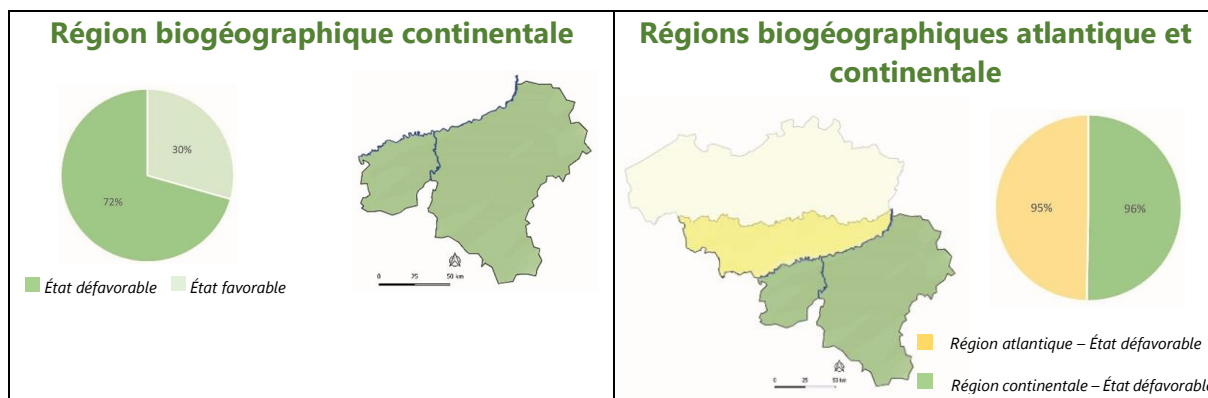 Région biogéographique continentale
30%
72%
État défavorable État favorable
0 25 50 km
Régions biogéographiques atlantique et
continentale
95% 96%
Région atlantique – État défavorable
Région continentale – État défavorable
0 25 50 km